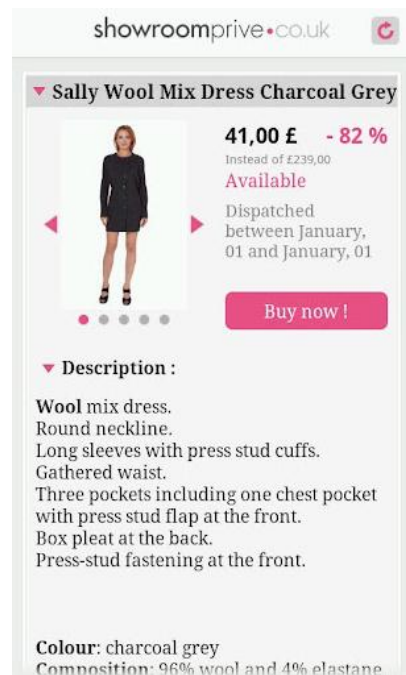 showroomprive•co.uk
Sally Wool Mix Dress Charcoal Grey
41,00 £ - 82 %
Instead of £239,00
Available
Dispatched
between January,
01 and January, 01
Buy now !
Description :
Wool mix dress.
Round neckline.
Long sleeves with press stud cuffs.
Gathered waist.
Three pockets including one chest pocket
with press stud flap at the front.
Box pleat at the back.
Press-stud fastening at the front.
Colour: charcoal grey
Composition: 96% wool and 4% elastane